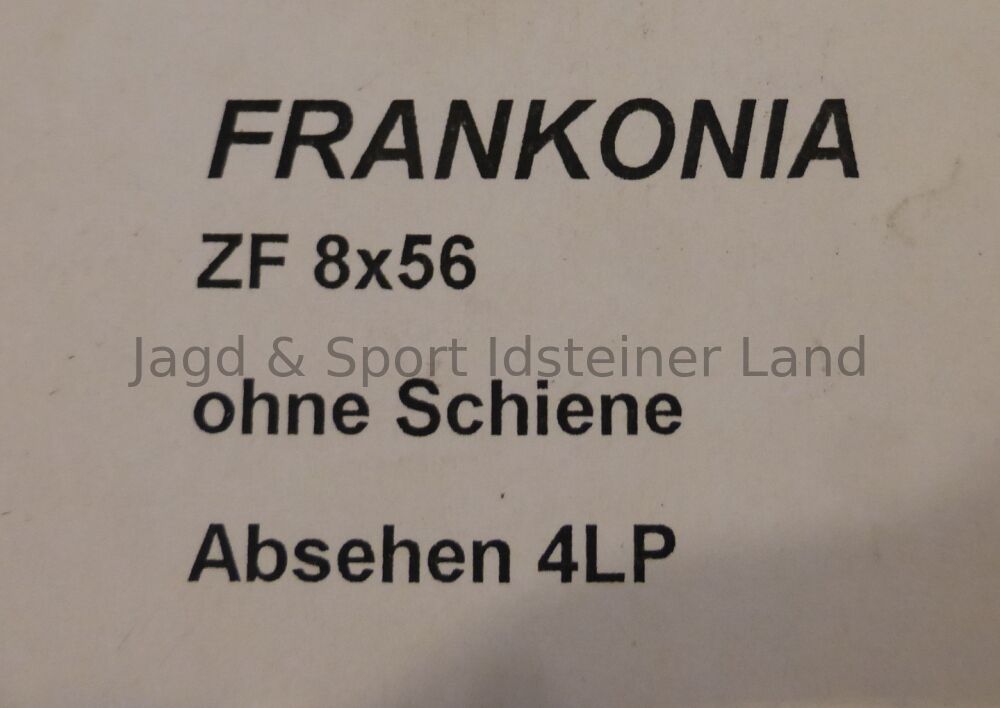 FRANKONIA
ZF 8x56
Jagd & Sport Idsteiner Land
ohne Schiene
Absehen 4LP